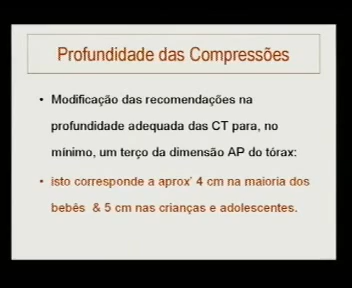 Profundidade das Compressões
• Modificação das recomendações na
profundidade adequada das CT para, no
mínimo, um terço da dimensão AP do tórax:
• isto corresponde a aprox' 4 cm na maioria dos
bebês & 5 cm nas crianças e adolescentes.